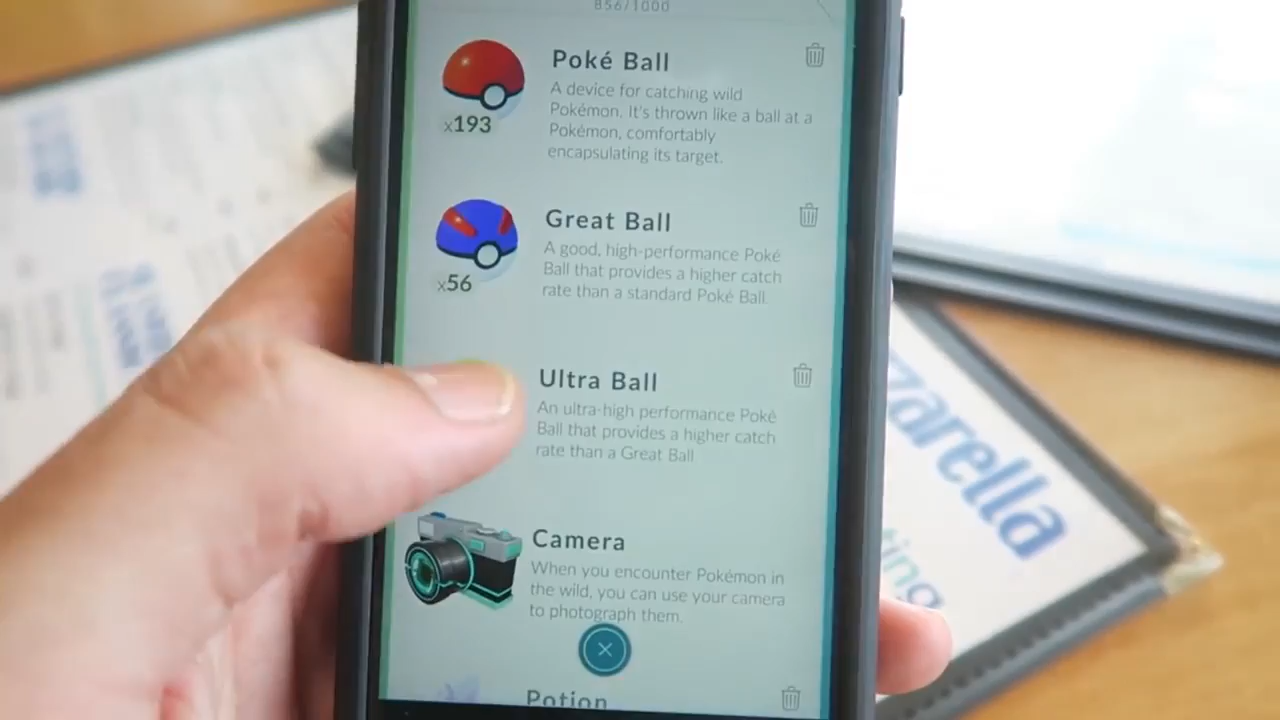 856/1000
Poké Ball
A device for catching wild
Pokémon. It's thrown like a ball at a
Pokémon, comfortably
encapsulating its target.
x193
Great Ball
A good, high-performance Poké
Ball that provides a higher catch
rate than a standard Poké Ball.
x56
Ultra Ball
An ultra-high performance Poké
Ball that provides a higher catch
rate than a Great Ball.
Camera
When you encounter Pokémon in
the wild, you can use your camera
to photograph them.
Potion
zzarella